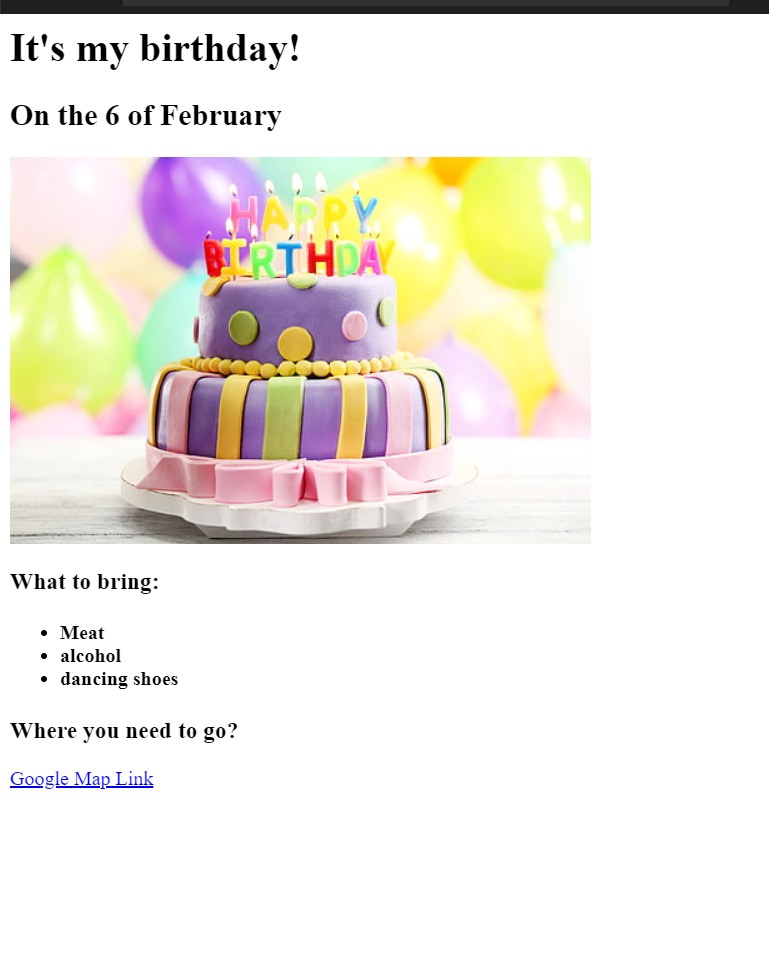 It's my birthday!
On the 6 of February
HAPPY
BIRTHDAY
What to bring:
Meat
alcohol
dancing shoes
Where you need to go?
Google Map Link